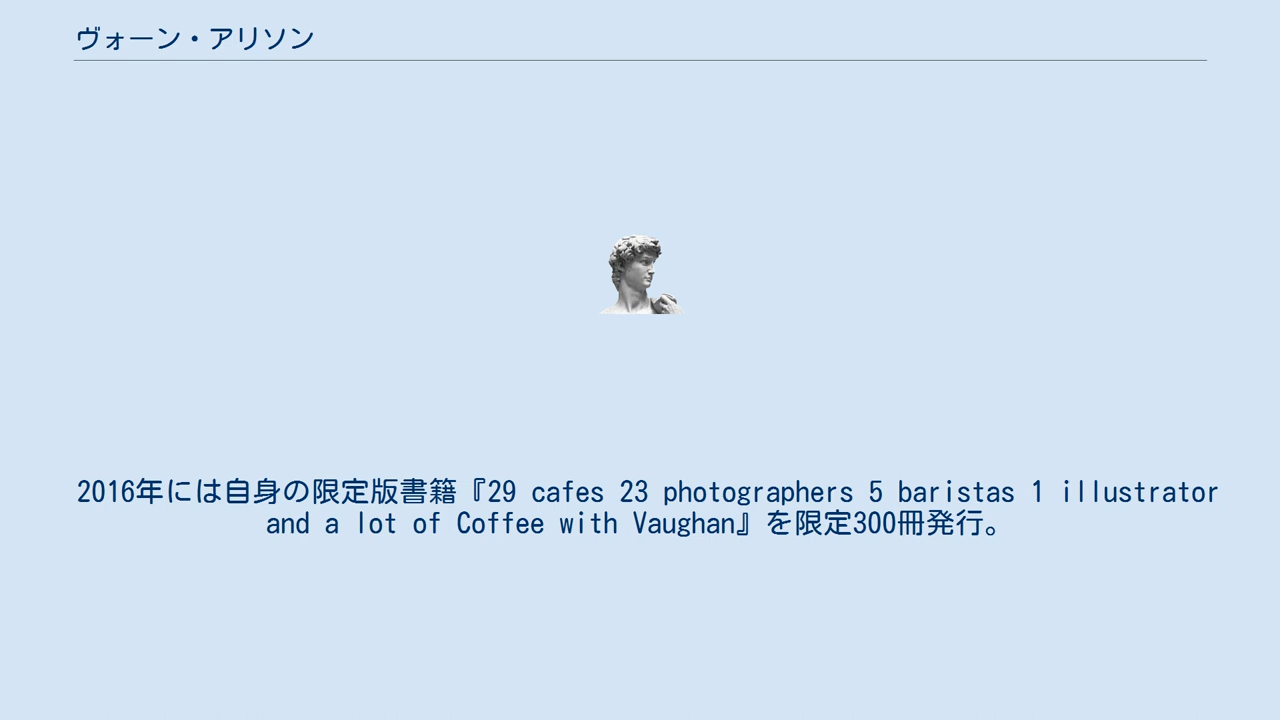 ヴォーン・アリソン
2016年には自身の限定版書籍『29 cafes 23 photographers 5 baristas 1 illustrator
and a lot of Coffee with Vaughan』を限定300冊発行。